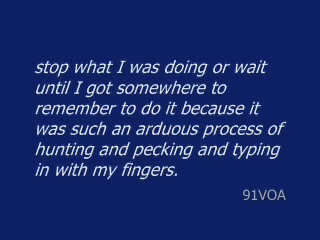 stop what I was doing or wait
until I got somewhere to
remember to do it because it
was such an arduous process of
hunting and pecking and typing
in with my fingers.
91VOA